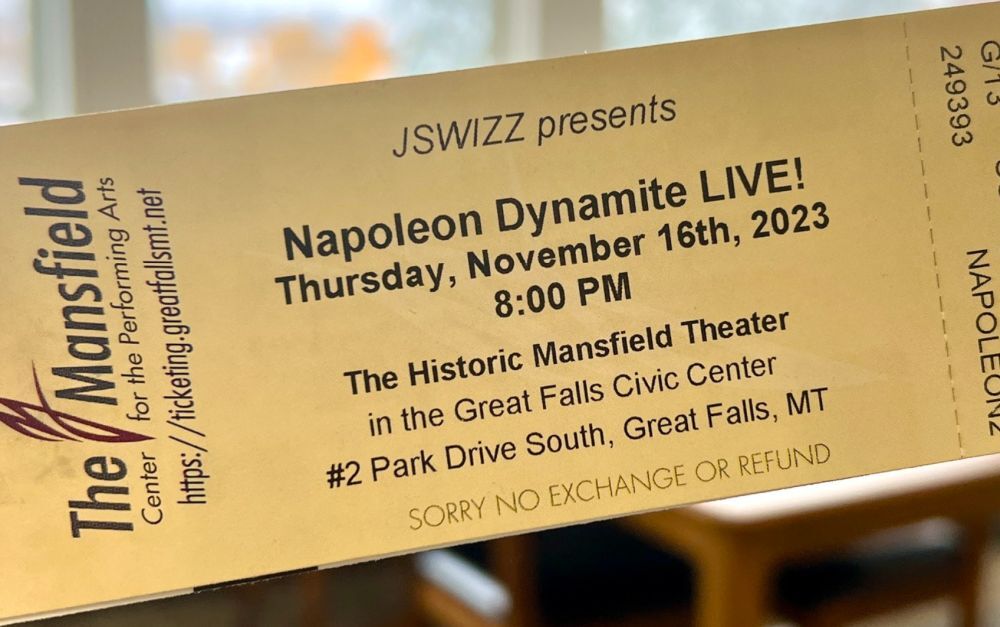 The Mansfield
Center for the Performing Arts
https://ticketing.greatfallsmt.net
JSWIZZ presents
Napoleon Dynamite LIVE!
Thursday, November 16th, 2023
8:00 PM
The Historic Mansfield Theater
in the Great Falls Civic Center
#2 Park Drive South, Great Falls, MT
SORRY NO EXCHANGE OR REFUND
249393
G/13
NAPOLEONZ